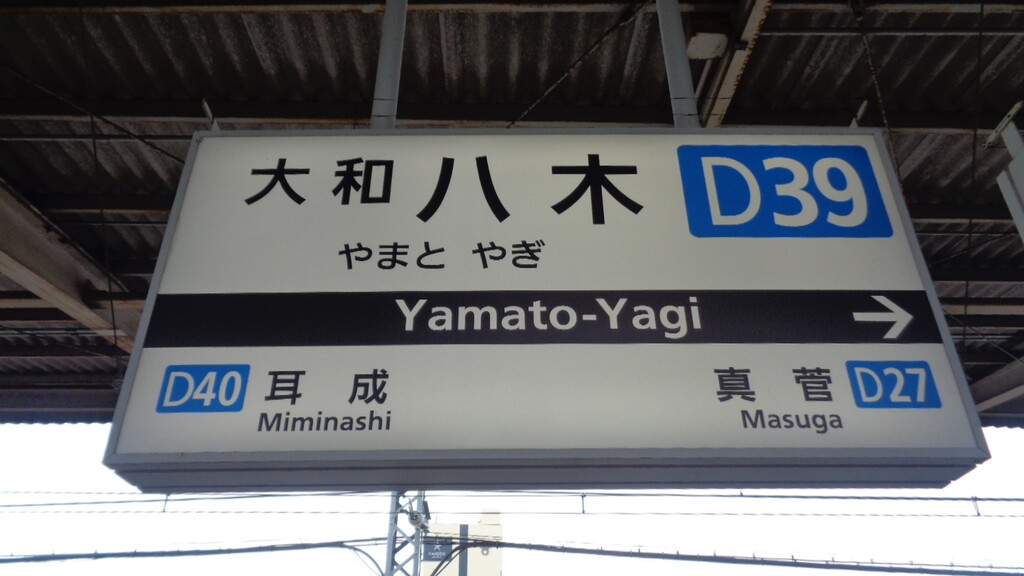 大和八木 D39
やまと やぎ
Yamato-Yagi →
D40 耳成 真菅 D27
Miminashi Masuga